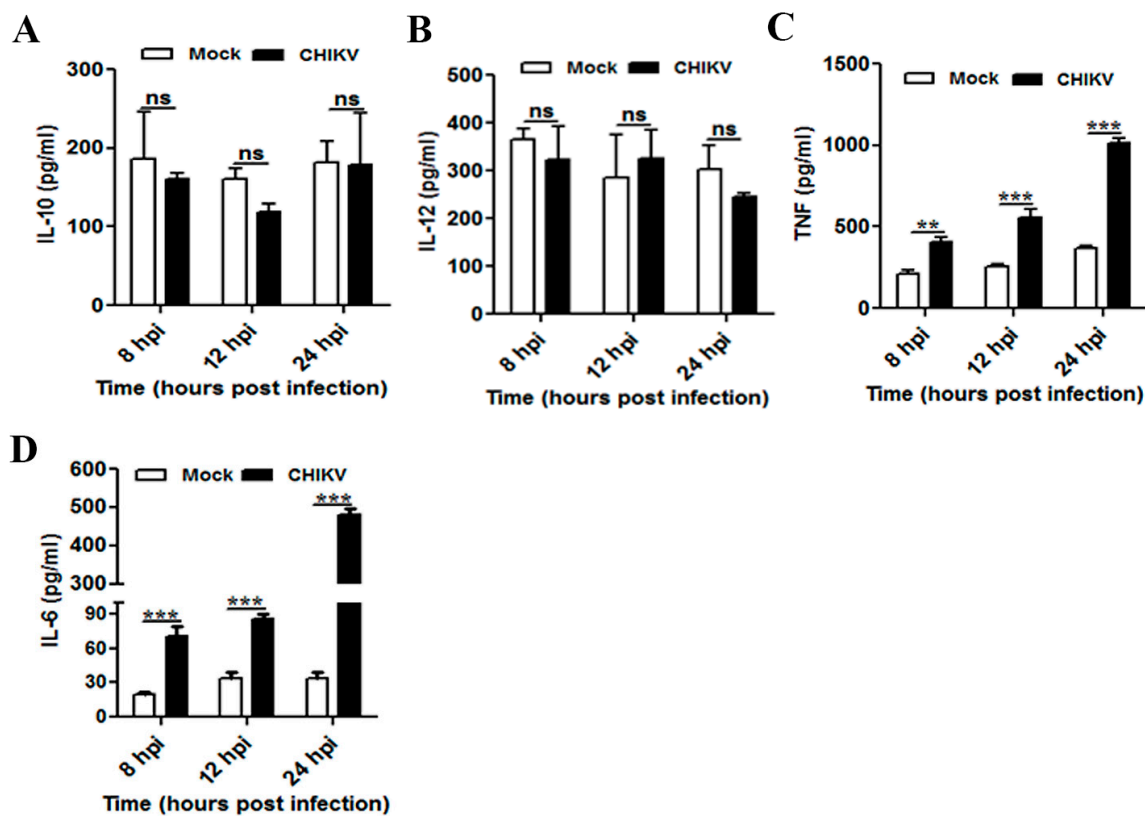 A
Mock CHIKV
IL-10 (pg/ml)
300
200
100
0
ns
ns
ns
8 hpi
12 hpi
24 hpi
Time (hours post infection)
B
Mock CHIKV
IL-12 (pg/ml)
500
400
300
200
100
0
ns
ns
ns
8 hpi
12 hpi
24 hpi
Time (hours post infection)
C
Mock CHIKV
TNF (pg/ml)
1500
1000
500
0
**
***
***
8 hpi
12 hpi
24 hpi
Time (hours post infection)
D
Mock CHIKV
IL-6 (pg/ml)
600
500
400
300
90
60
30
0
***
***
***
8 hpi
12 hpi
24 hpi
Time (hours post infection)